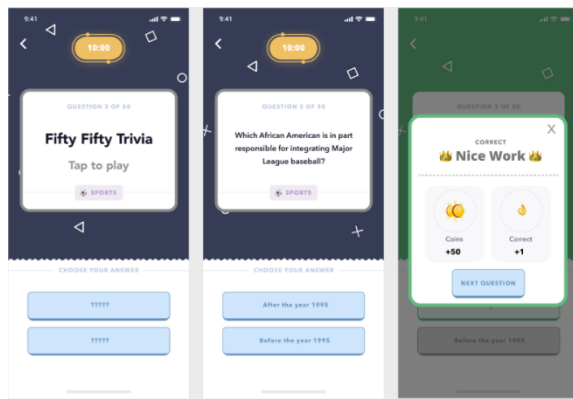 9:41
10:00
QUESTION 2 OF 50
Fifty Fifty Trivia
Tap to play
SPORTS
CHOOSE YOUR ANSWER
?????
?????
9:41
10:00
QUESTION 2 OF 50
Which African American is in part
responsible for integrating Major
League baseball?
SPORTS
CHOOSE YOUR ANSWER
After the year 1995
Before the year 1995
9:41
QUESTION 2 OF 50
X
CORRECT
Nice Work
Coins
+50
Correct
+1
NEXT QUESTION
Before the year 1995